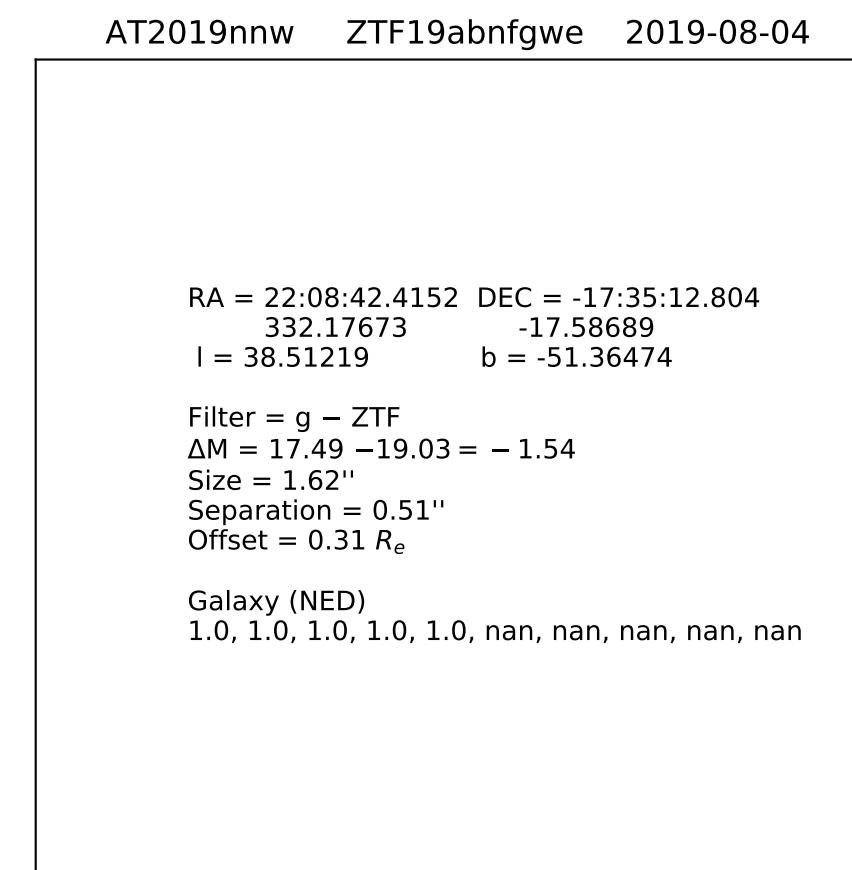 AT2019nnw ZTF19abnfgwe 2019-08-04
RA = 22:08:42.4152 DEC = -17:35:12.804
332.17673 -17.58689
l = 38.51219 b = -51.36474
Filter = g − ZTF
ΔM = 17.49 −19.03 = − 1.54
Size = 1.62''
Separation = 0.51''
Offset = 0.31 Re
Galaxy (NED)
1.0, 1.0, 1.0, 1.0, 1.0, nan, nan, nan, nan, nan